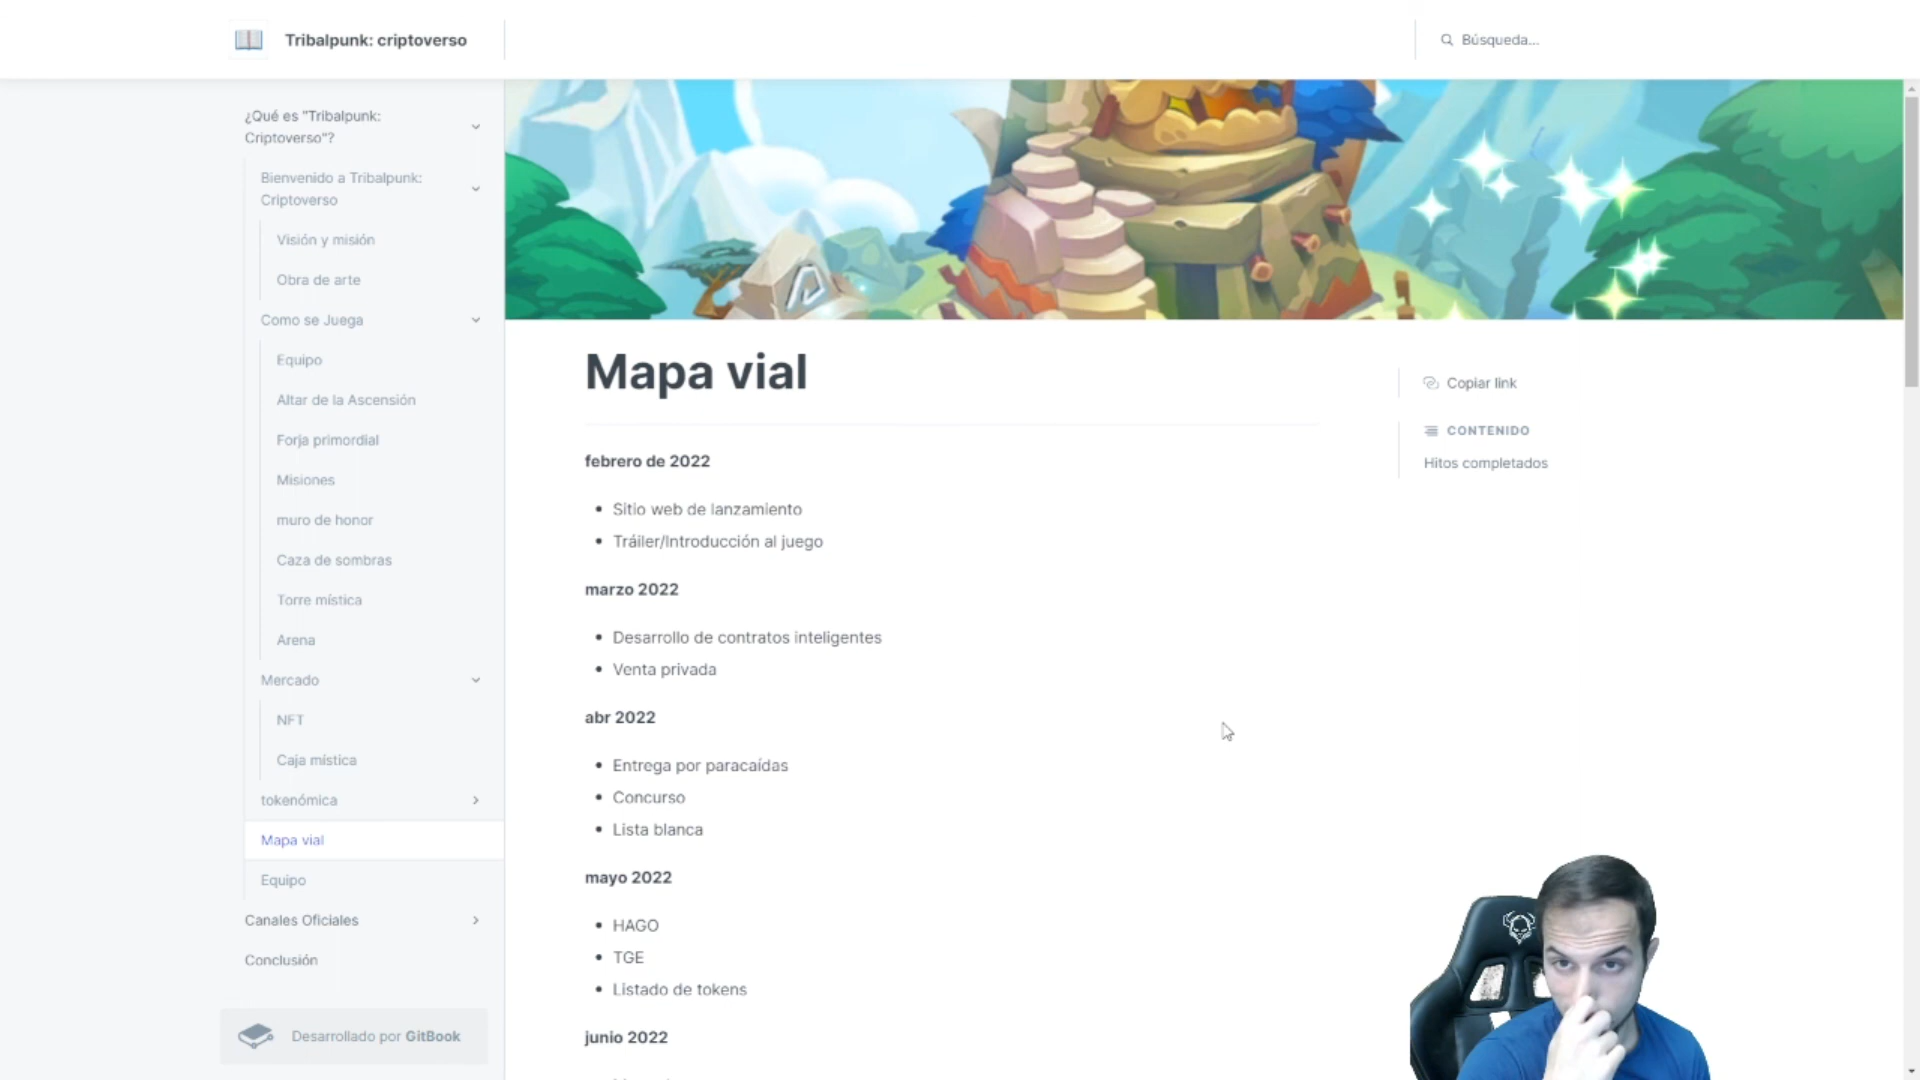 Tribalpunk: criptoverso
Búsqueda...
¿Qué es "Tribalpunk:
Criptoverso"?
Bienvenido a Tribalpunk:
Criptoverso
Visión y misión
Obra de arte
Como se Juega
Equipo
Altar de la Ascensión
Forja primordial
Misiones
muro de honor
Caza de sombras
Torre mística
Arena
Mercado
NFT
Caja mística
tokenómica
Mapa vial
Equipo
Canales Oficiales
Conclusión
Desarrollado por GitBook
Mapa vial
febrero de 2022
Sitio web de lanzamiento
Tráiler/Introducción al juego
marzo 2022
Desarrollo de contratos inteligentes
Venta privada
abr 2022
Entrega por paracaídas
Concurso
Lista blanca
mayo 2022
HAGO
TGE
Listado de tokens
junio 2022
Copiar link
CONTENIDO
Hitos completados